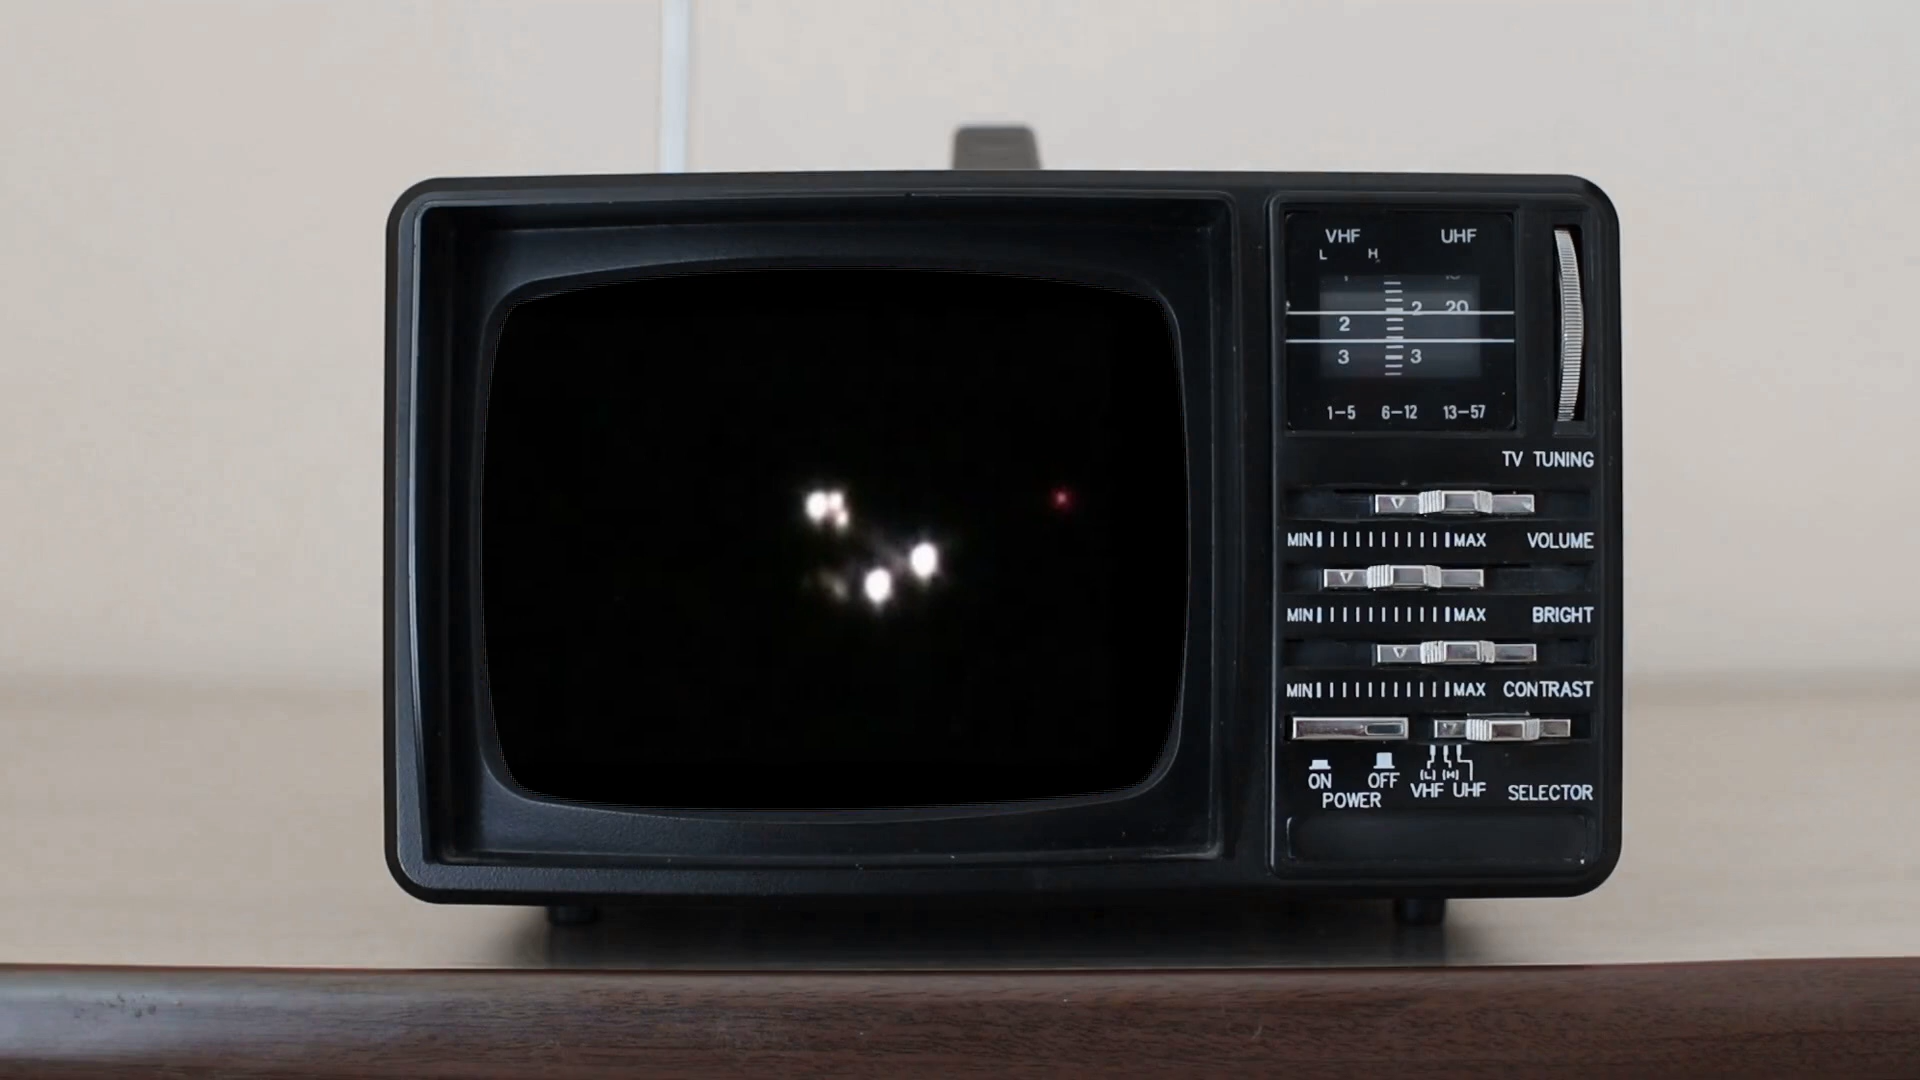 VHF UHF
L H
2 20
2
3 3
1-5 6-12 13-57
TV TUNING
MIN MAX VOLUME
MIN MAX BRIGHT
MIN MAX CONTRAST
ON OFF (L) (H)
POWER VHF UHF SELECTOR